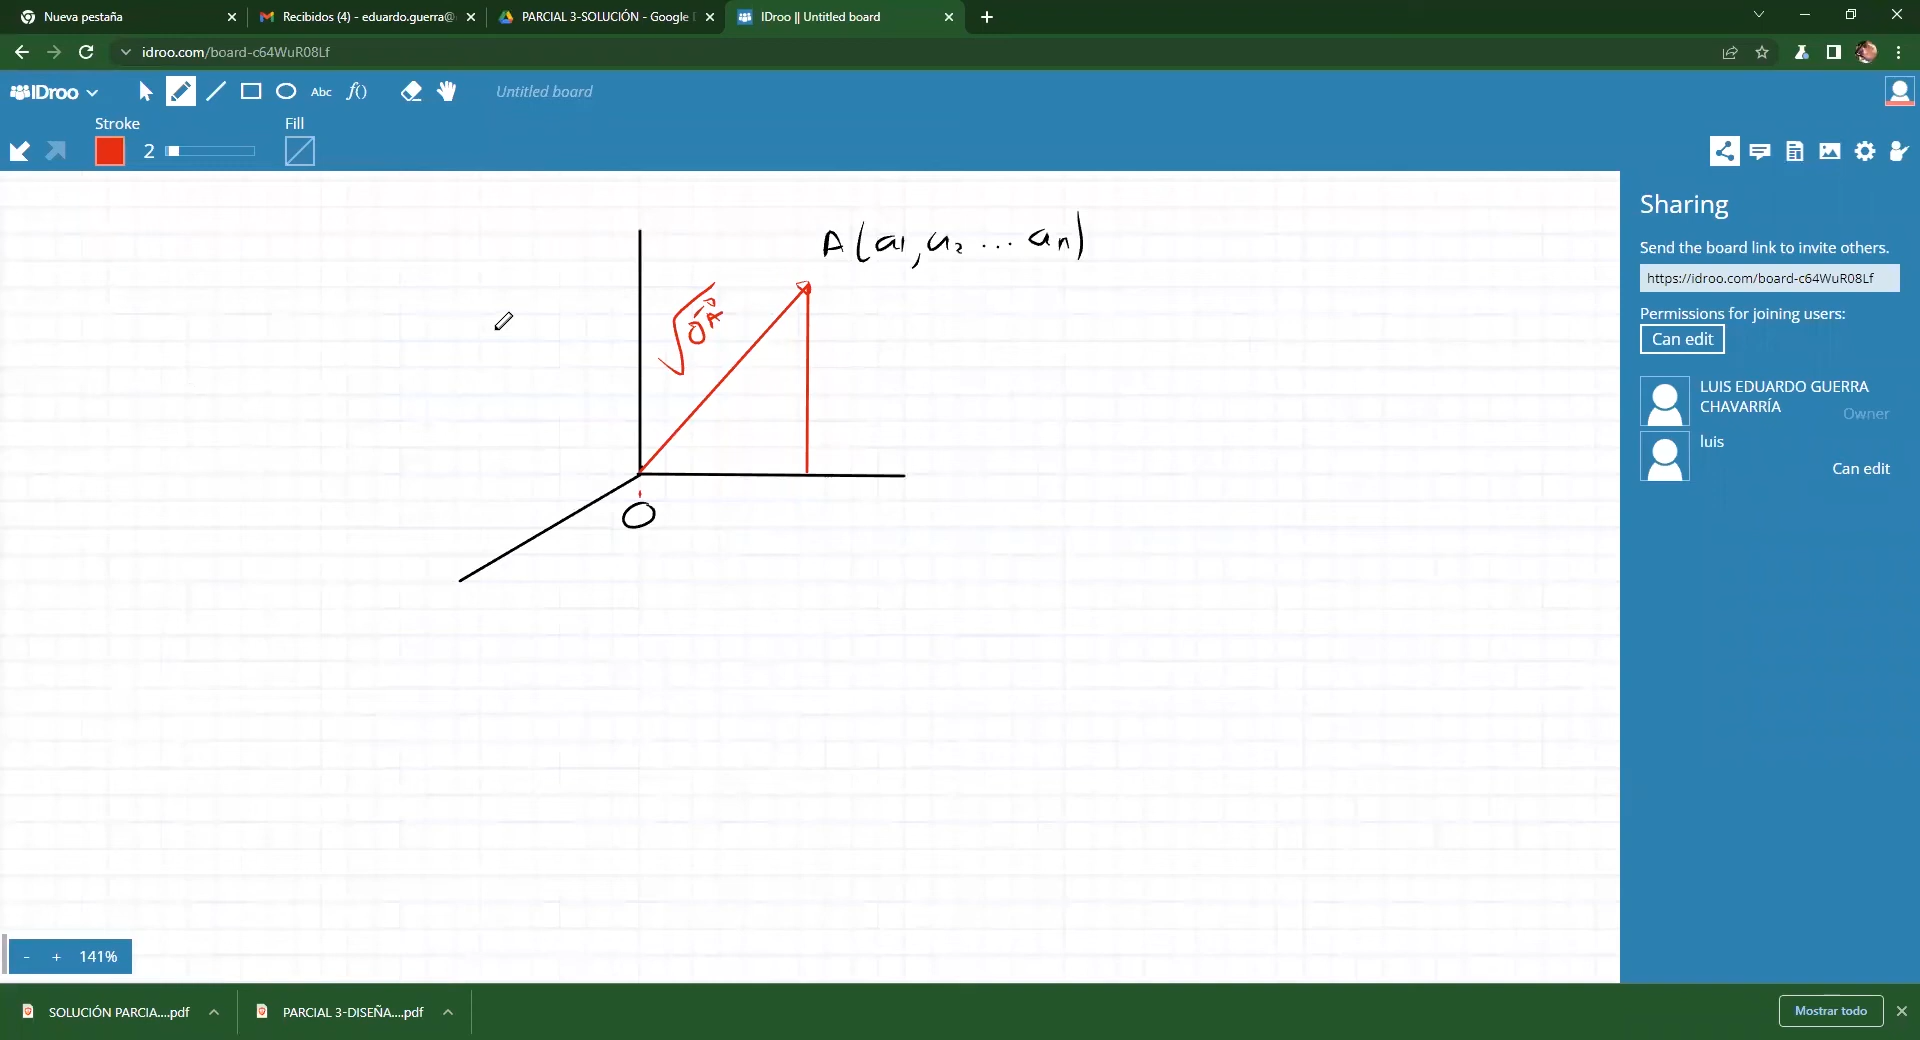 Nueva pestaña
Recibidos (4) - eduardo.guerra@
PARCIAL 3-SOLUCIÓN - Google
IDroo || Untitled board
idroo.com/board-c64WuR08Lf
IDroo
Abc
f()
Untitled board
Stroke
Fill
2
A(a1, a2 ... an)
OA
O
Sharing
Send the board link to invite others.
https://idroo.com/board-c64WuR08Lf
Permissions for joining users:
Can edit
LUIS EDUARDO GUERRA
CHAVARRÍA
Owner
luis
Can edit
- + 141%
SOLUCIÓN PARCIA....pdf
PARCIAL 3-DISEÑA....pdf
Mostrar todo